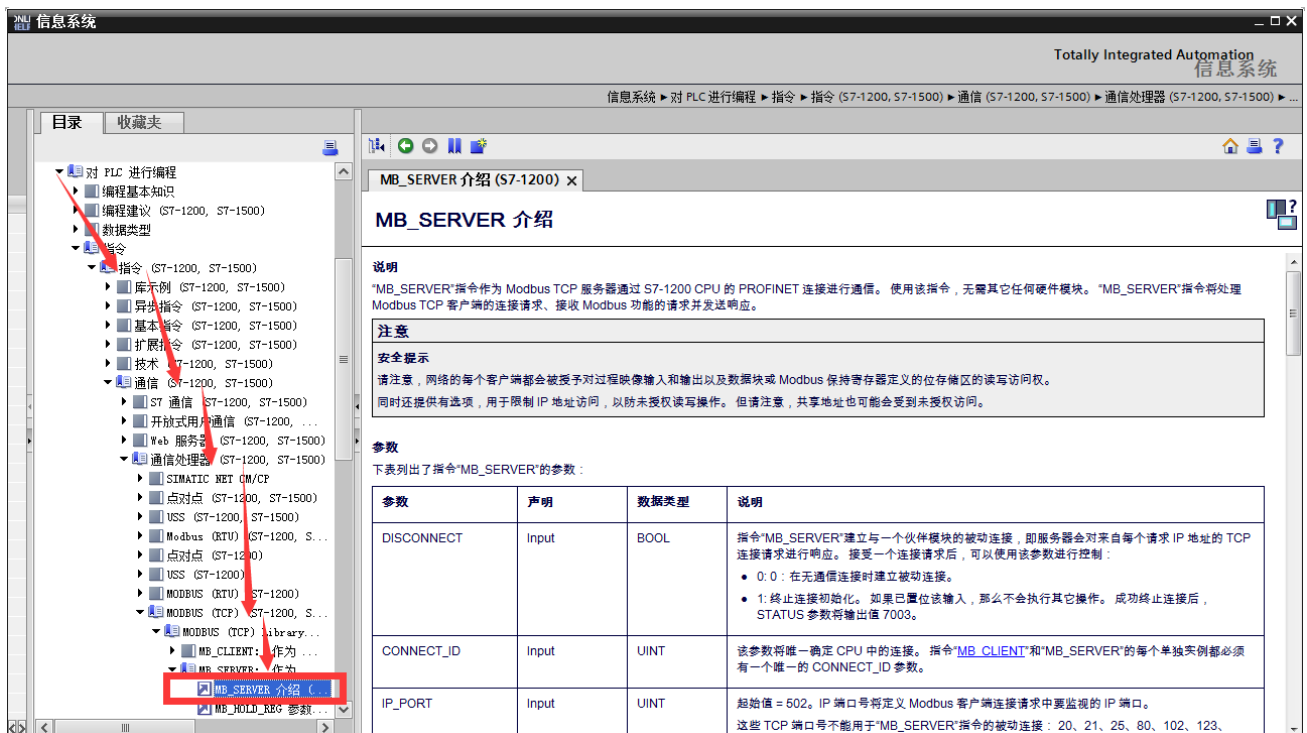 信息系统
Totally Integrated Automation
信息系统
信息系统 ▸ 对 PLC 进行编程 ▸ 指令 ▸ 指令 (S7-1200, S7-1500) ▸ 通信 (S7-1200, S7-1500) ▸ 通信处理器 (S7-1200, S7-1500) ▸ ...
目录 收藏夹
对 PLC 进行编程
编程基本知识
编程建议 (S7-1200, S7-1500)
数据类型
指令
指令 (S7-1200, S7-1500)
库示例 (S7-1200, S7-1500)
异步指令 (S7-1200, S7-1500)
基本指令 (S7-1200, S7-1500)
扩展指令 (S7-1200, S7-1500)
技术 (S7-1200, S7-1500)
通信 (S7-1200, S7-1500)
S7 通信 (S7-1200, S7-1500)
开放式用户通信 (S7-1200, ...
Web 服务器 (S7-1200, S7-1500)
通信处理器 (S7-1200, S7-1500)
SIMATIC NET CM/CP
点对点 (S7-1200, S7-1500)
USS (S7-1200, S7-1500)
Modbus (RTU) (S7-1200, S...
点对点 (S7-1200)
USS (S7-1200)
MODBUS (RTU) (S7-1200)
MODBUS (TCP) (S7-1200, S...
MODBUS (TCP) Library...
MB_CLIENT: 作为 ...
MB_SERVER: 作为
MB_SERVER 介绍 (...
MB_HOLD_REG 参数...
MB_SERVER 介绍 (S7-1200) x
MB_SERVER 介绍
说明
“MB_SERVER”指令作为 Modbus TCP 服务器通过 S7-1200 CPU 的 PROFINET 连接进行通信。 使用该指令，无需其它任何硬件模块。 “MB_SERVER”指令将处理
Modbus TCP 客户端的连接请求、接收 Modbus 功能的请求并发送响应。
注意
安全提示
请注意，网络的每个客户端都会被授予对过程映像输入和输出以及数据块或 Modbus 保持寄存器定义的位存储区的读写访问权。
同时还提供有选项，用于限制 IP 地址访问，以防未授权读写操作。 但请注意，共享地址也可能会受到未授权访问。
参数
下表列出了指令“MB_SERVER”的参数：
参数 声明 数据类型 说明
DISCONNECT Input BOOL 指令“MB_SERVER”建立与一个伙伴模块的被动连接，即服务器会对来自每个请求 IP 地址的 TCP
连接请求进行响应。 接受一个连接请求后，可以使用该参数进行控制：
• 0: 0：在无通信连接时建立被动连接。
• 1: 终止连接初始化。 如果已置位该输入，那么不会执行其它操作。 成功终止连接后，
STATUS 参数将输出值 7003。
CONNECT_ID Input UINT 该参数将唯一确定 CPU 中的连接。 指令“MB_CLIENT”和“MB_SERVER”的每个单独实例都必须
有一个唯一的 CONNECT_ID 参数。
IP_PORT Input UINT 起始值 = 502。IP 端口号将定义 Modbus 客户端连接请求中要监视的 IP 端口。
这些 TCP 端口号不能用于“MB_SERVER”指令的被动连接： 20、21、25、80、102、123、